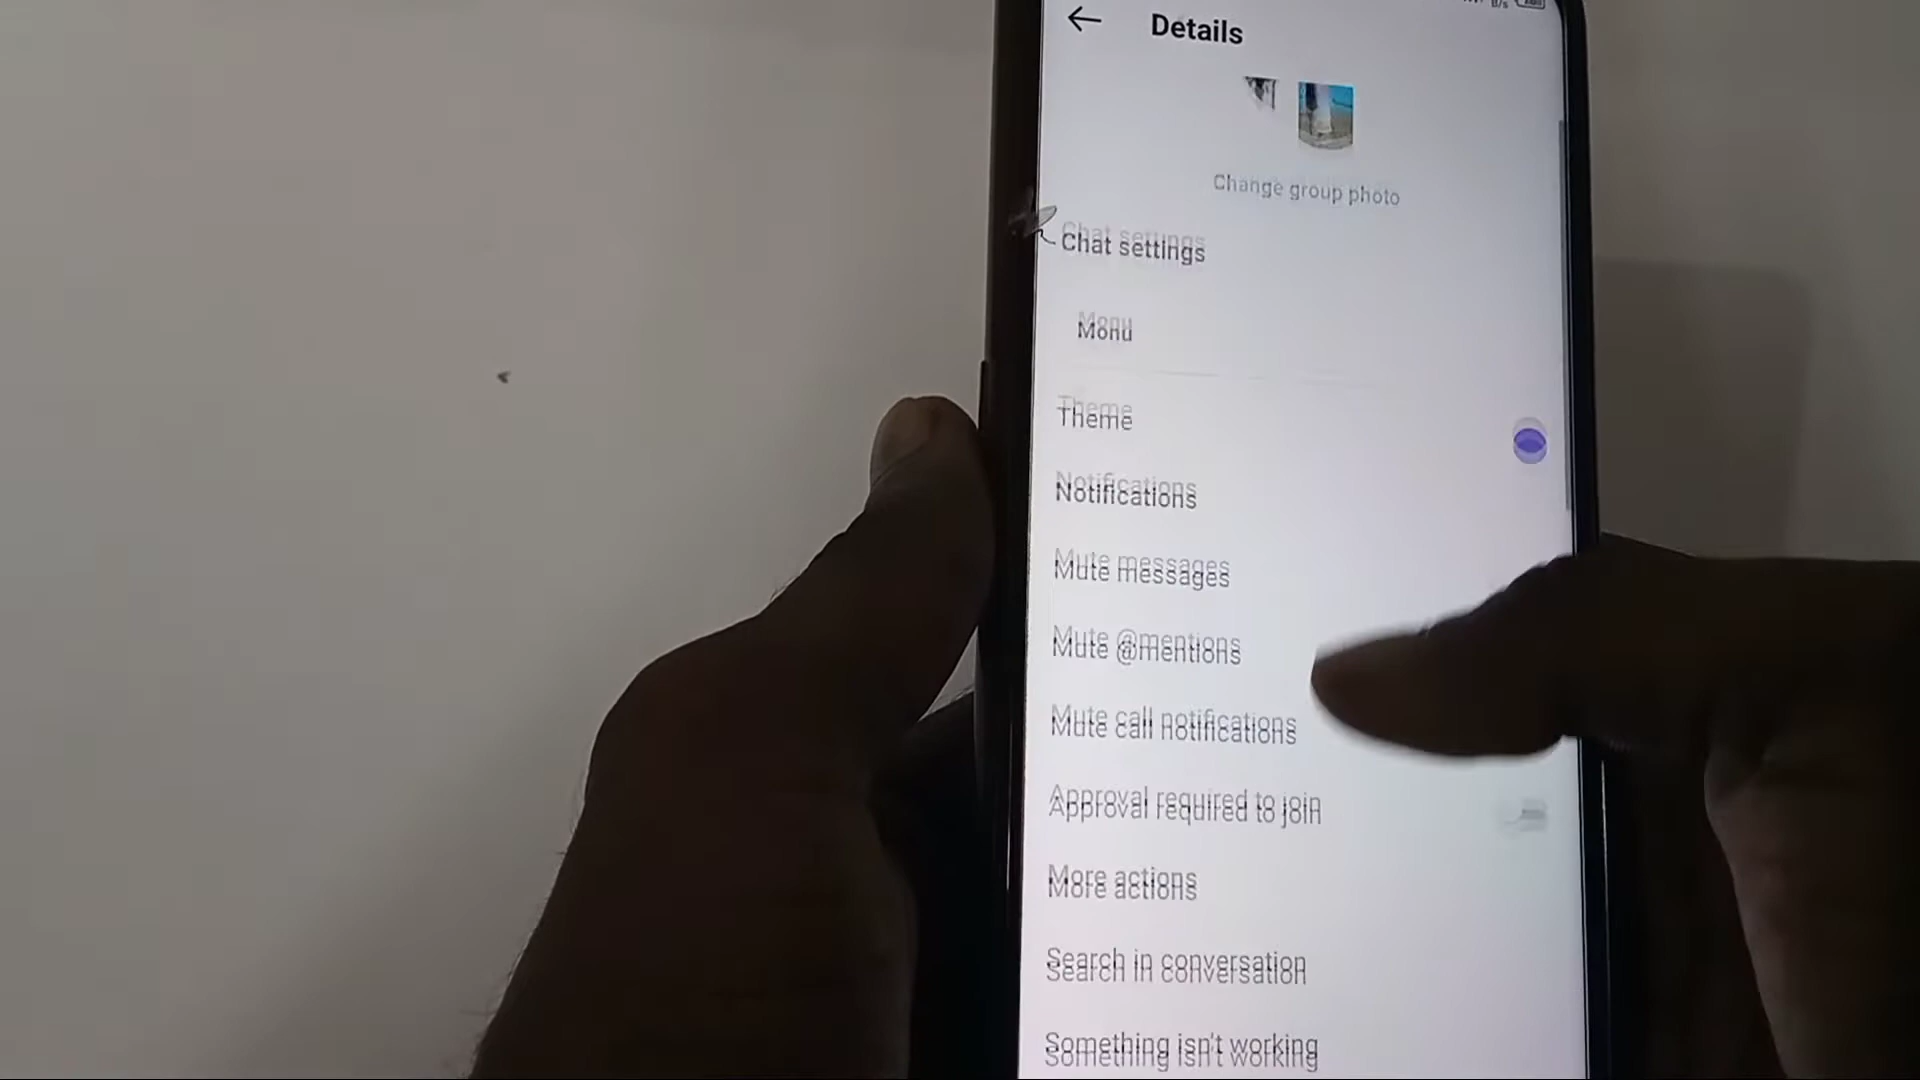 Details
Change group photo
Chat settings
Monu
Theme
Notifications
Mute messages
Mute @mentions
Mute call notifications
Approval required to join
More actions
Search in conversation
Something isn't working